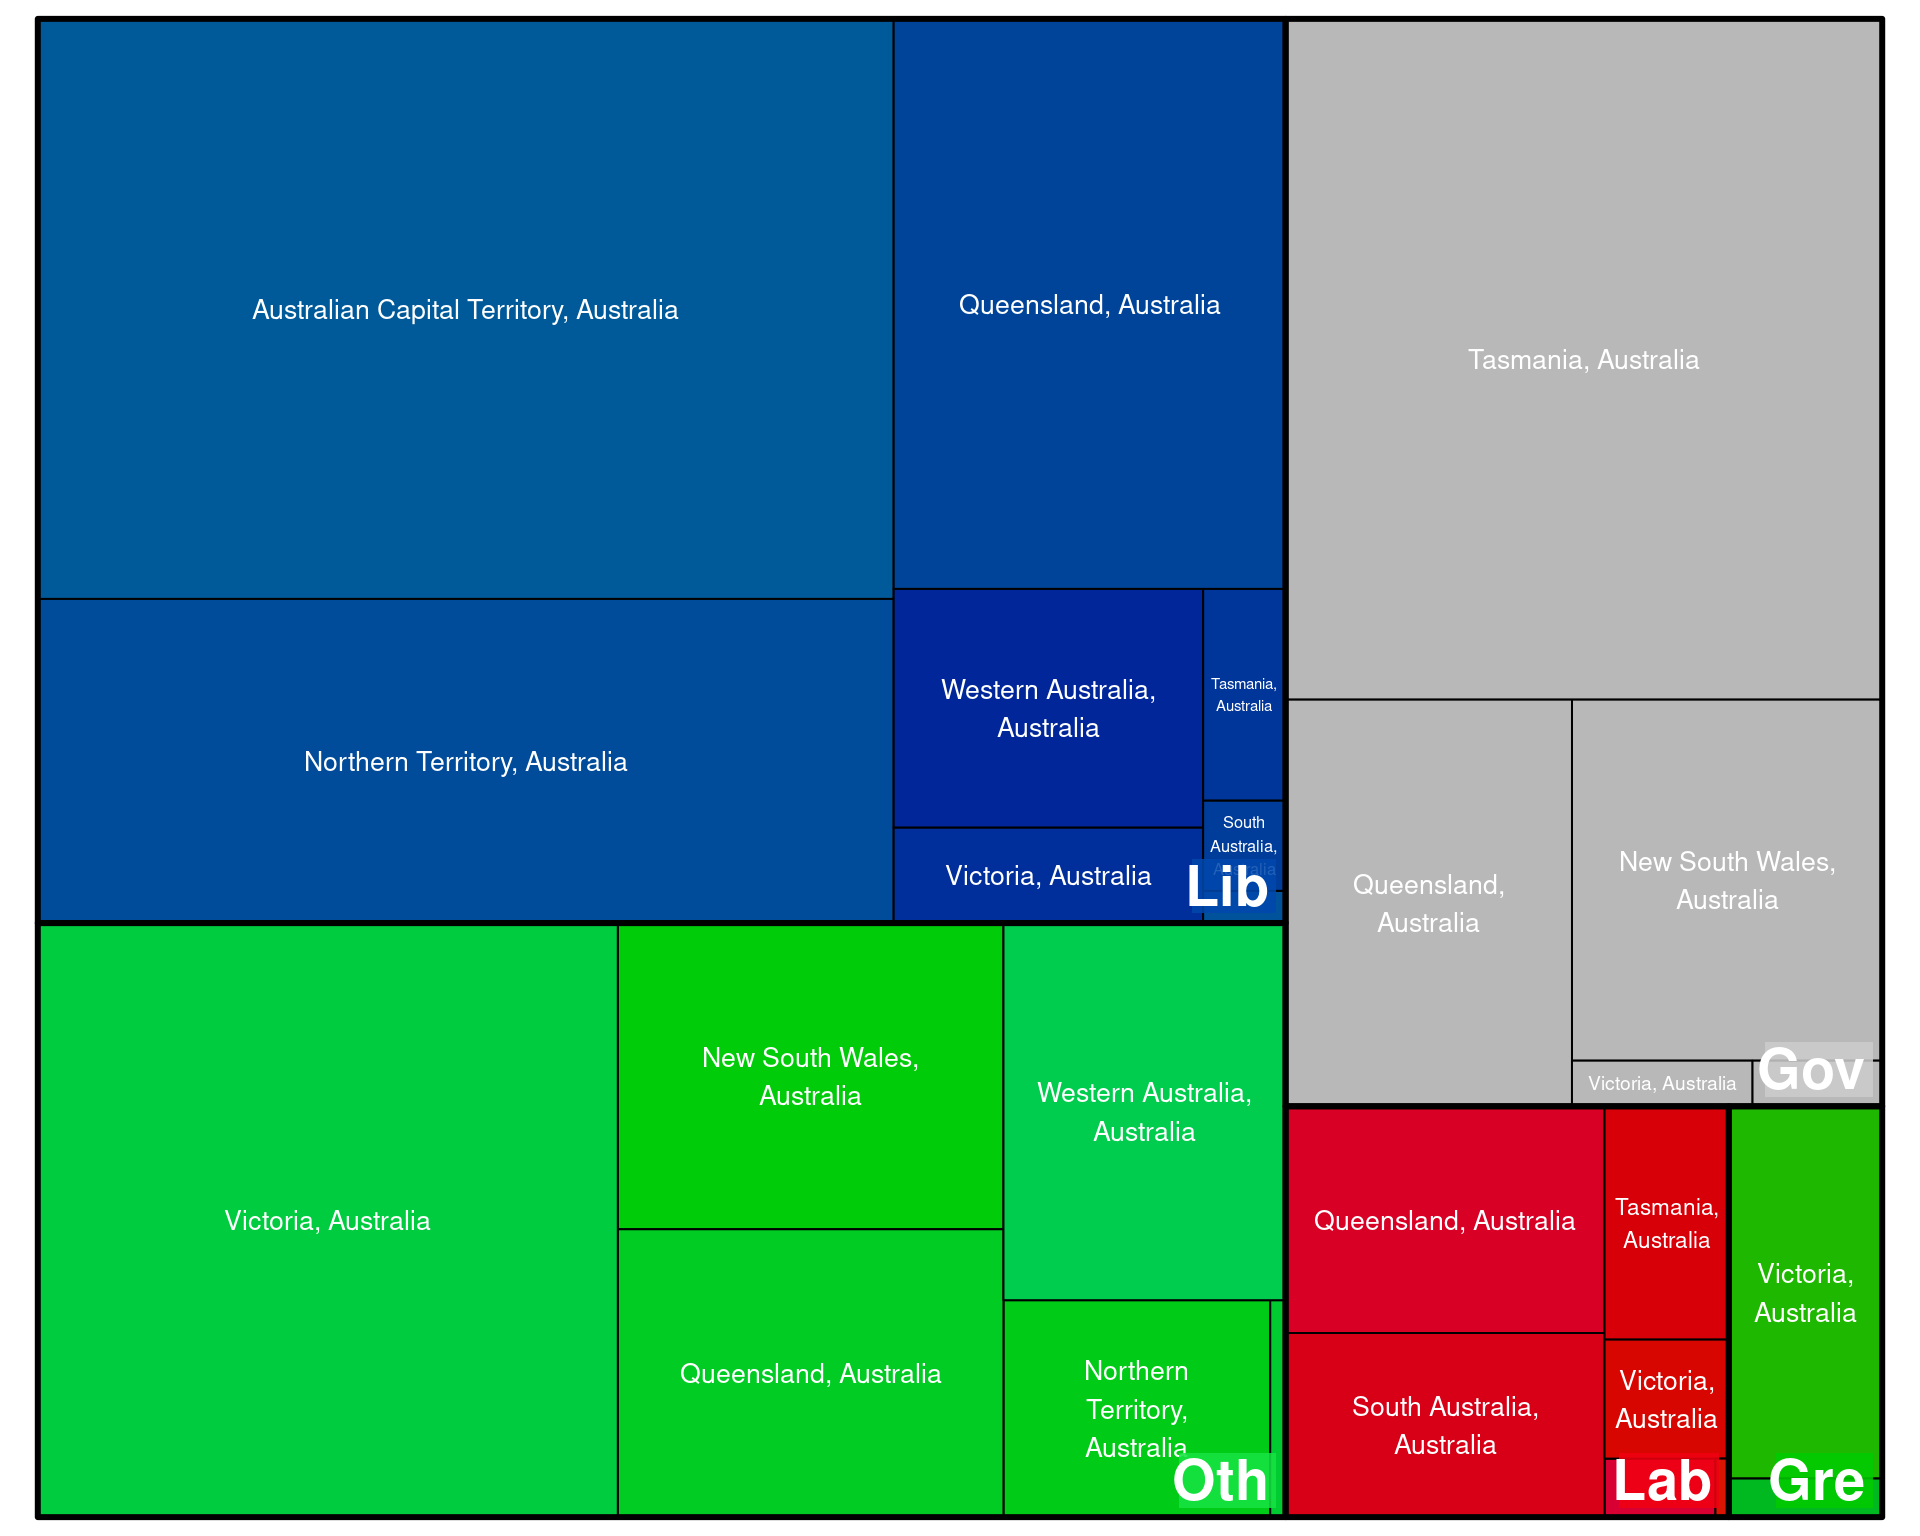 Australian Capital Territory, Australia
Northern Territory, Australia
Queensland, Australia
Western Australia,
Australia
Tasmania,
Australia
South
Australia,
Australia
Victoria, Australia
Lib
Tasmania, Australia
Queensland,
Australia
New South Wales,
Australia
Victoria, Australia
Gov
Victoria, Australia
New South Wales,
Australia
Queensland, Australia
Western Australia,
Australia
Northern
Territory,
Australia
Oth
Queensland, Australia
South Australia,
Australia
Tasmania,
Australia
Victoria,
Australia
Lab
Victoria,
Australia
Gre